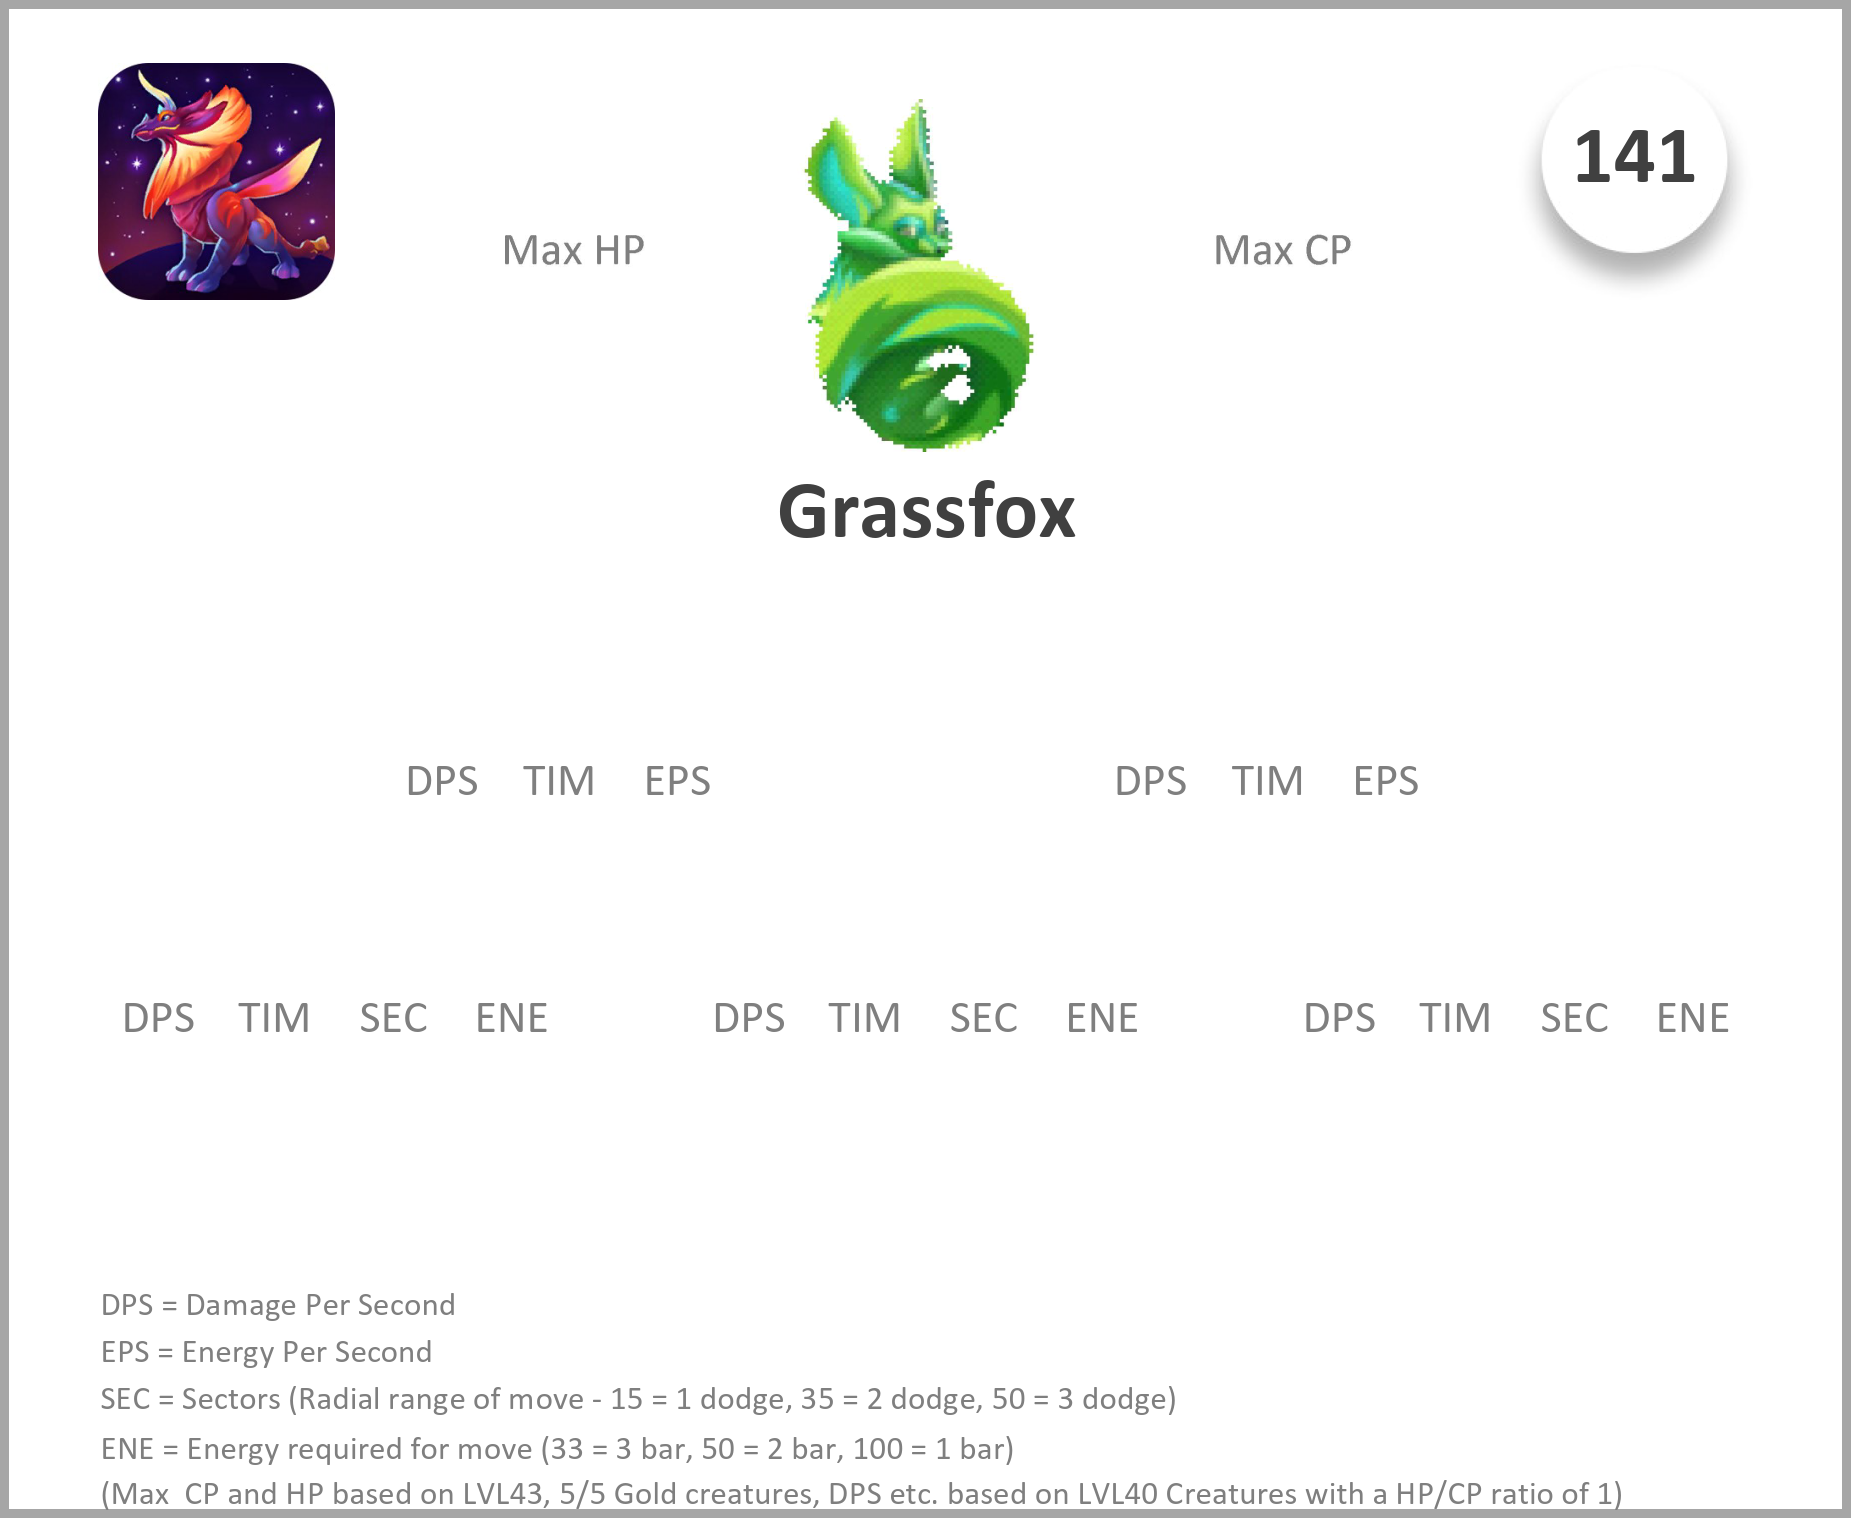 141
Max HP
Max CP
Grassfox
DPS TIM EPS
DPS TIM EPS
DPS TIM SEC ENE
DPS TIM SEC ENE
DPS TIM SEC ENE
DPS = Damage Per Second
EPS = Energy Per Second
SEC = Sectors (Radial range of move - 15 = 1 dodge, 35 = 2 dodge, 50 = 3 dodge)
ENE = Energy required for move (33 = 3 bar, 50 = 2 bar, 100 = 1 bar)
(Max  CP and HP based on LVL43, 5/5 Gold creatures, DPS etc. based on LVL40 Creatures with a HP/CP ratio of 1)